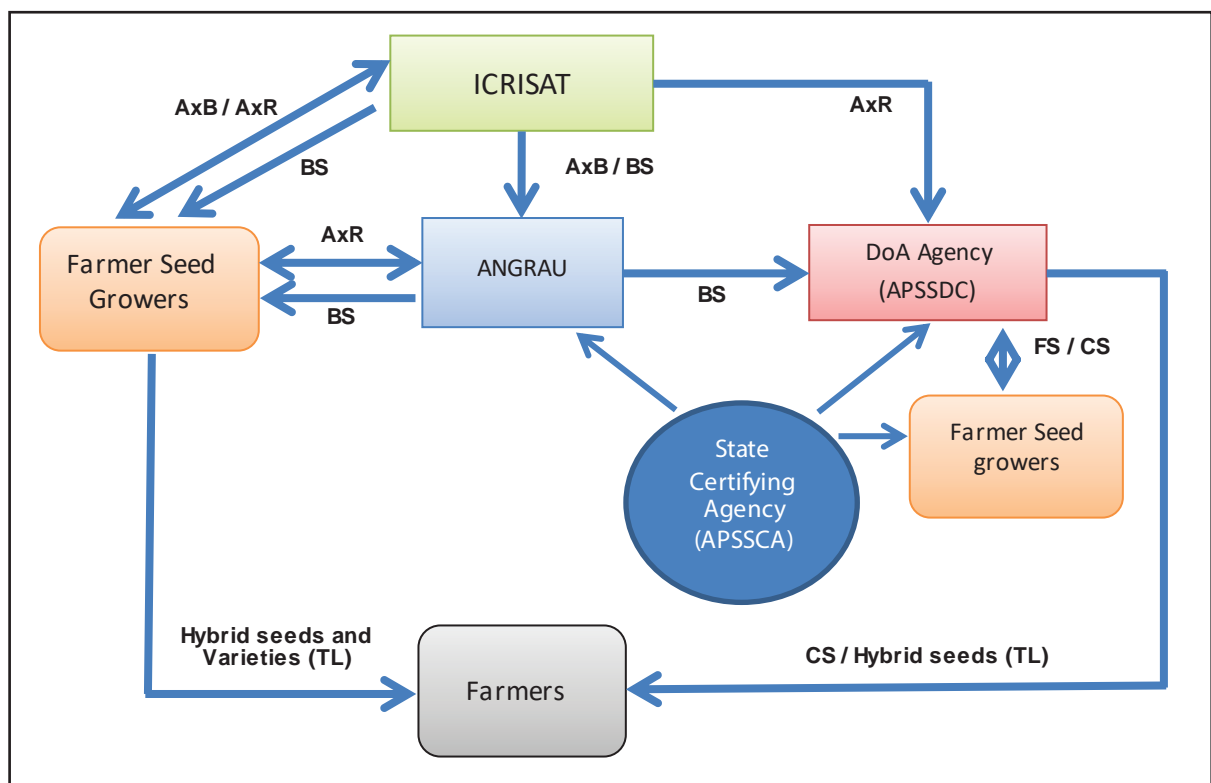 ICRISAT
AxB / AxR
AxR
BS
AxB / BS
Farmer Seed
Growers
AxR
ANGRAU
DoA Agency
(APSSDC)
BS
BS
FS / CS
State
Certifying
Agency
(APSSCA)
Farmer Seed
growers
Hybrid seeds and
Varieties (TL)
CS / Hybrid seeds (TL)
Farmers